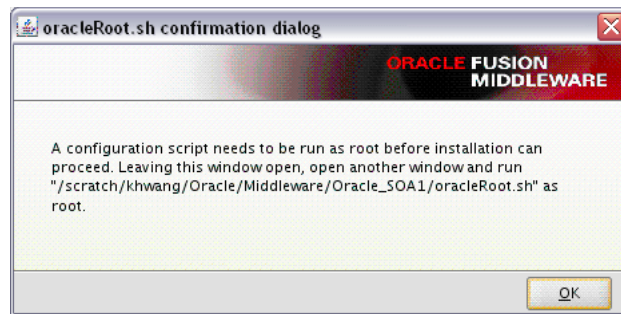 oracleRoot.sh confirmation dialog
ORACLE FUSION
MIDDLEWARE
A configuration script needs to be run as root before installation can
proceed. Leaving this window open, open another window and run
"/scratch/khwang/Oracle/Middleware/Oracle_SOA1/oracleRoot.sh" as
root.
OK